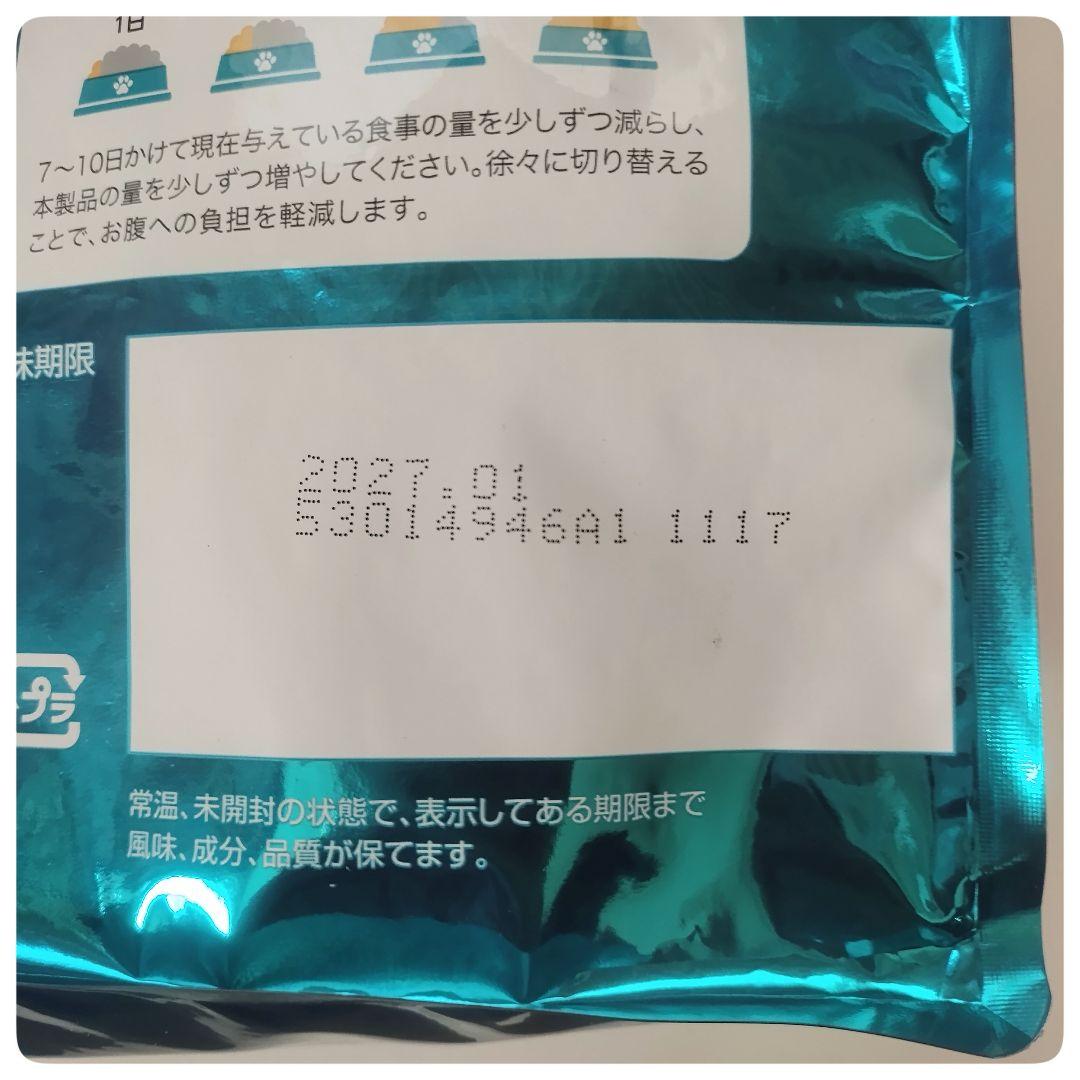 1日
7～10日かけて現在与えている食事の量を少しずつ減らし、
本製品の量を少しずつ増やしてください。徐々に切り替える
ことで、お腹への負担を軽減します。
味期限
2027.01
53014946A1 1117
プラ
常温、未開封の状態で、表示してある期限まで
風味、成分、品質が保てます。